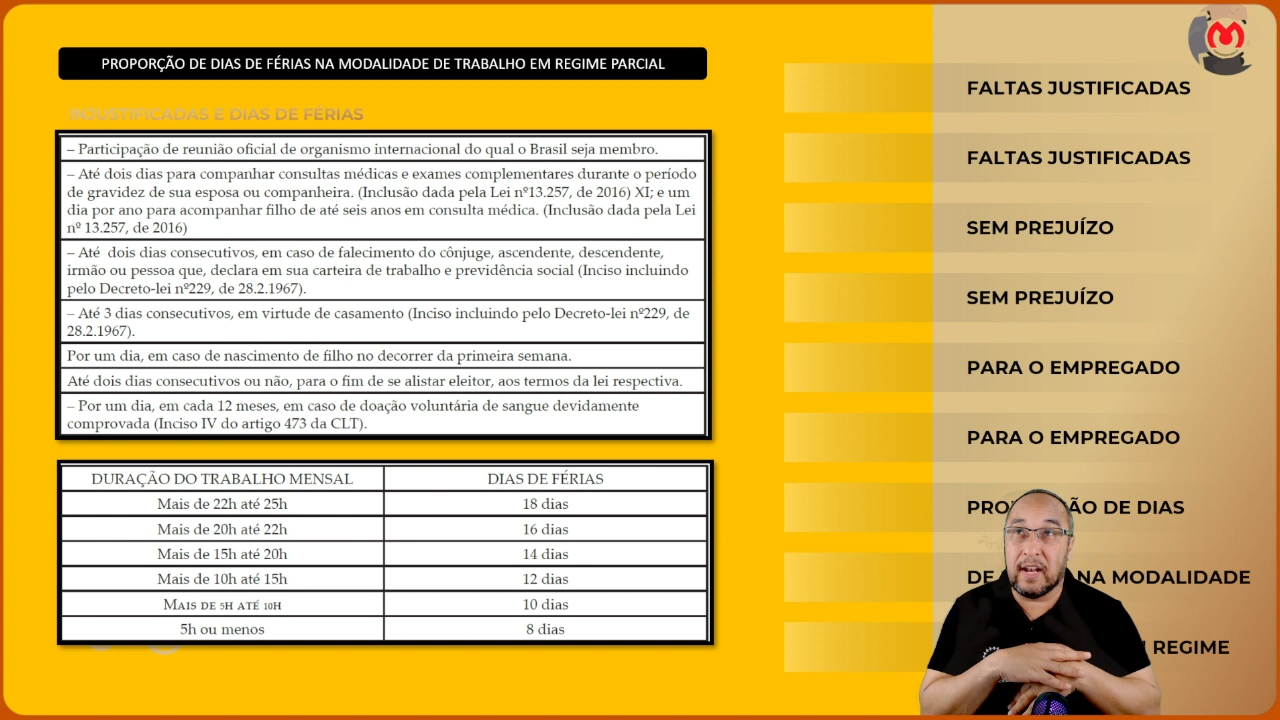 PROPORÇÃO DE DIAS DE FÉRIAS NA MODALIDADE DE TRABALHO EM REGIME PARCIAL
INJUSTIFICADAS E DIAS DE FÉRIAS
– Participação de reunião oficial de organismo internacional do qual o Brasil seja membro.
– Até dois dias para companhar consultas médicas e exames complementares durante o período
de gravidez de sua esposa ou companheira. (Inclusão dada pela Lei nº13.257, de 2016) XI; e um
dia por ano para acompanhar filho de até seis anos em consulta médica. (Inclusão dada pela Lei
nº 13.257, de 2016)
– Até dois dias consecutivos, em caso de falecimento do cônjuge, ascendente, descendente,
irmão ou pessoa que, declara em sua carteira de trabalho e previdência social (Inciso incluindo
pelo Decreto-lei nº229, de 28.2.1967).
– Até 3 dias consecutivos, em virtude de casamento (Inciso incluindo pelo Decreto-lei nº229, de
28.2.1967).
Por um dia, em caso de nascimento de filho no decorrer da primeira semana.
Até dois dias consecutivos ou não, para o fim de se alistar eleitor, aos termos da lei respectiva.
– Por um dia, em cada 12 meses, em caso de doação voluntária de sangue devidamente
comprovada (Inciso IV do artigo 473 da CLT).
DURAÇÃO DO TRABALHO MENSAL DIAS DE FÉRIAS
Mais de 22h até 25h 18 dias
Mais de 20h até 22h 16 dias
Mais de 15h até 20h 14 dias
Mais de 10h até 15h 12 dias
MAIS DE 5H ATÉ 10H 10 dias
5h ou menos 8 dias
FALTAS JUSTIFICADAS
FALTAS JUSTIFICADAS
SEM PREJUÍZO
SEM PREJUÍZO
PARA O EMPREGADO
PARA O EMPREGADO
DE DIAS
DE NA MODALIDADE
REGIME